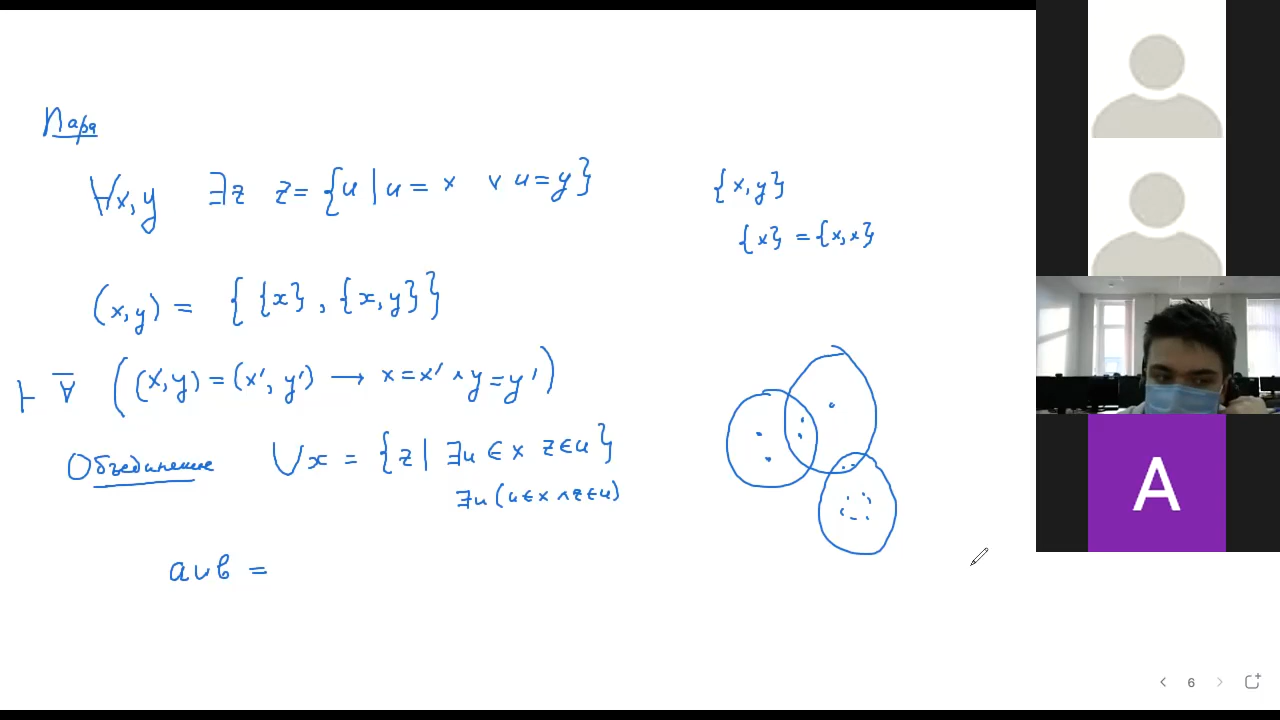 Пара
∀x,y ∃z z = {u | u = x ∨ u = y}
{x,y}
{x} = {x,x}
(x,y) = { {x} , {x,y} }
⊢ ∀̅ ((x,y) = (x', y') → x = x' ∧ y = y')
Объединение ∪x = {z | ∃u ∈ x z ∈ u}
∃u (u ∈ x ∧ z ∈ u)
a ∪ b =
A
6